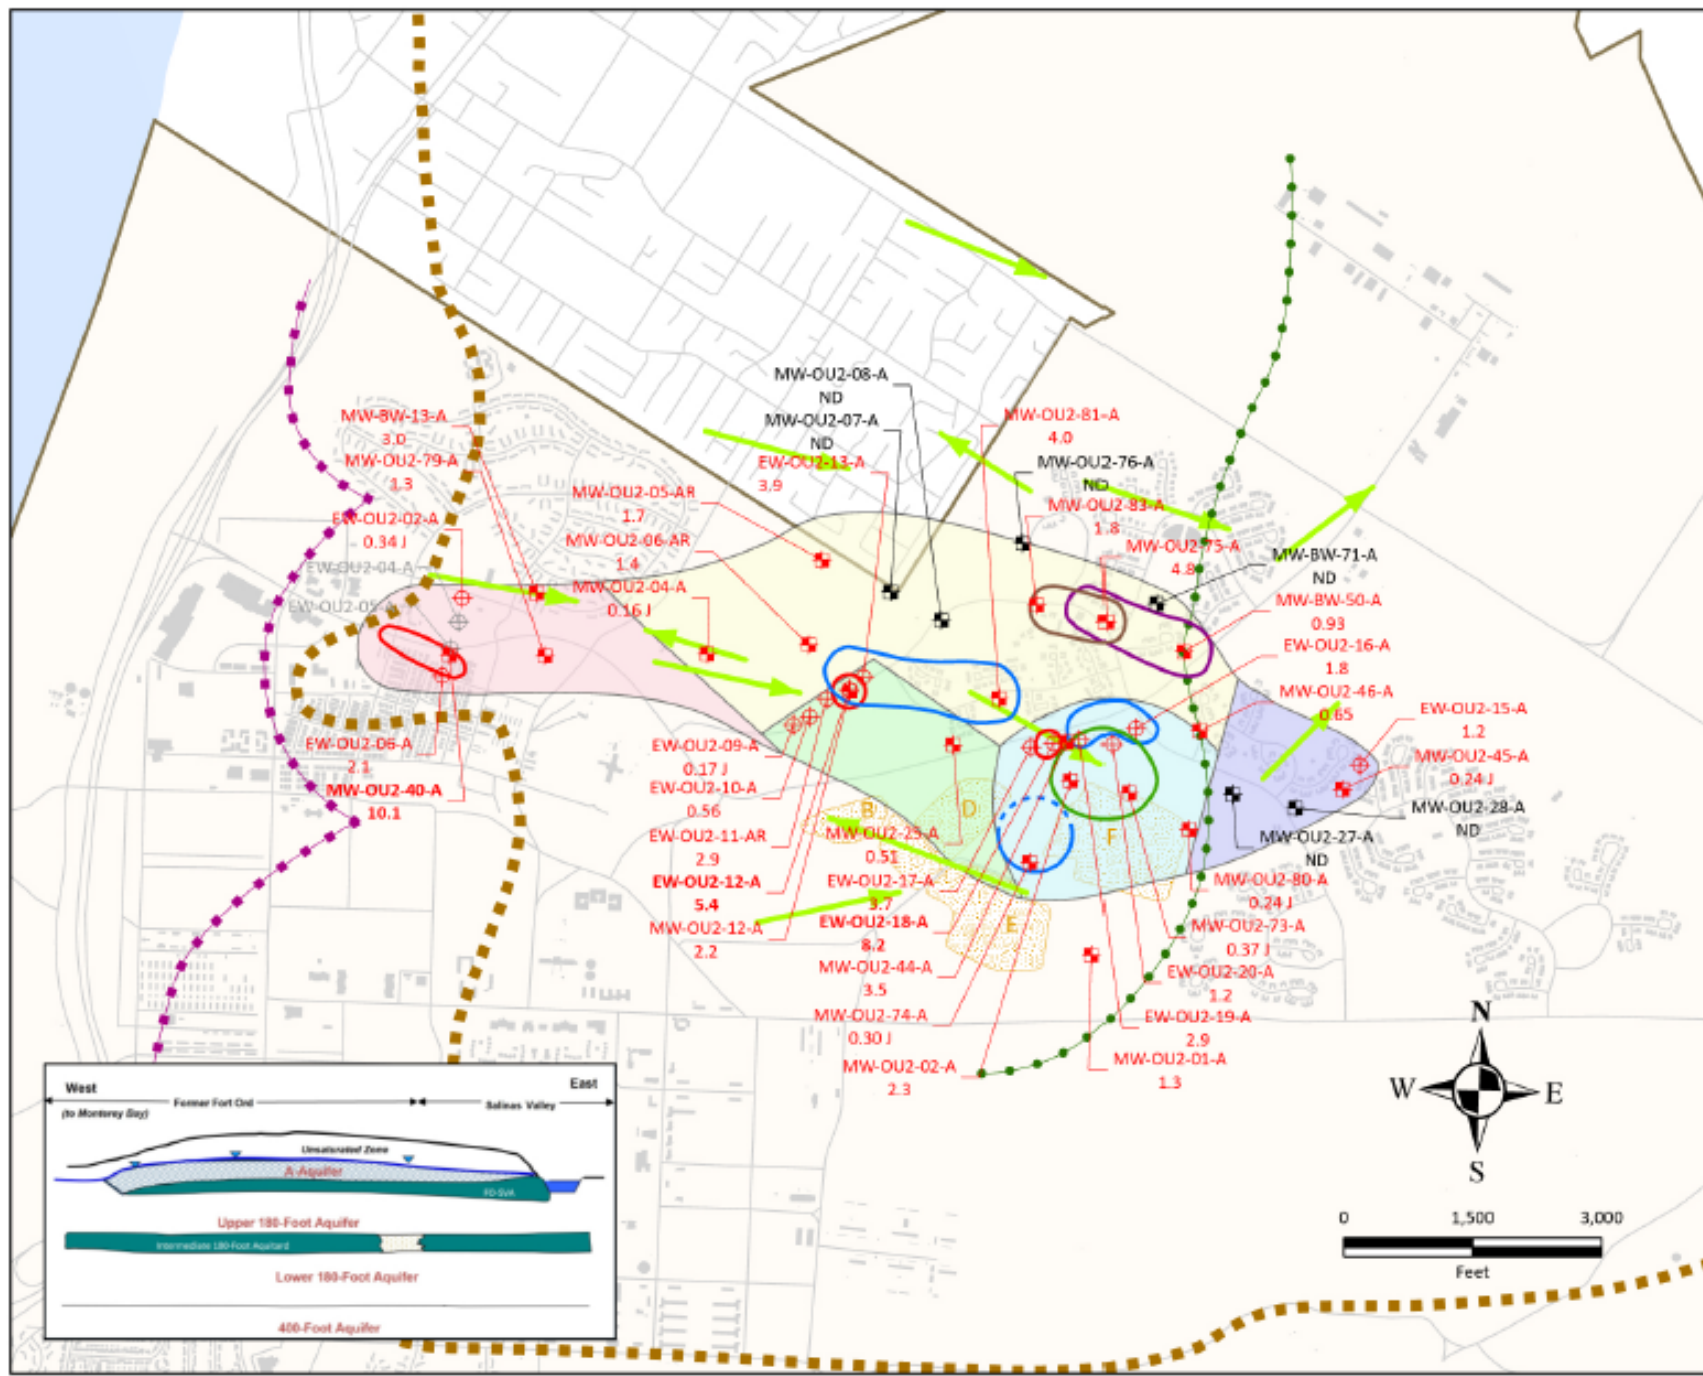 MW-OU2-08-A
ND
MW-OU2-07-A
ND
EW-OU2-13-A
3.9
MW-OU2-81-A
4.0
MW-BW-13-A
3.0
MW-OU2-79-A
1.3
EW-OU2-02-A
0.34 J
EW-OU2-04-A
EW-OU2-05-A
MW-OU2-05-AR
1.7
MW-OU2-06-AR
1.4
MW-OU2-04-A
0.16 J
MW-OU2-76-A
ND
MW-OU2-83-A
1.8
MW-OU2-75-A
4.8
MW-BW-71-A
ND
MW-BW-50-A
0.93
EW-OU2-16-A
1.8
MW-OU2-46-A
0.65
EW-OU2-15-A
1.2
MW-OU2-45-A
0.24 J
MW-OU2-28-A
ND
MW-OU2-27-A
ND
EW-OU2-06-A
2.1
MW-OU2-40-A
10.1
EW-OU2-09-A
0.17 J
EW-OU2-10-A
0.56
EW-OU2-11-AR
2.9
EW-OU2-12-A
5.4
MW-OU2-12-A
2.2
B
D
E
F
MW-OU2-25-A
0.51
EW-OU2-17-A
3.7
EW-OU2-18-A
8.2
MW-OU2-44-A
3.5
MW-OU2-74-A
0.30 J
MW-OU2-02-A
2.3
MW-OU2-80-A
0.24 J
MW-OU2-73-A
0.37 J
EW-OU2-20-A
1.2
EW-OU2-19-A
2.9
MW-OU2-01-A
1.3
N
W E
S
0 1,500 3,000
Feet
West East
Former Fort Ord Salinas Valley
(to Monterey Bay)
Unsaturated Zone
A-Aquifer
FO-SVA
Upper 180-Foot Aquifer
Intermediate 180-Foot Aquitard
Lower 180-Foot Aquifer
400-Foot Aquifer